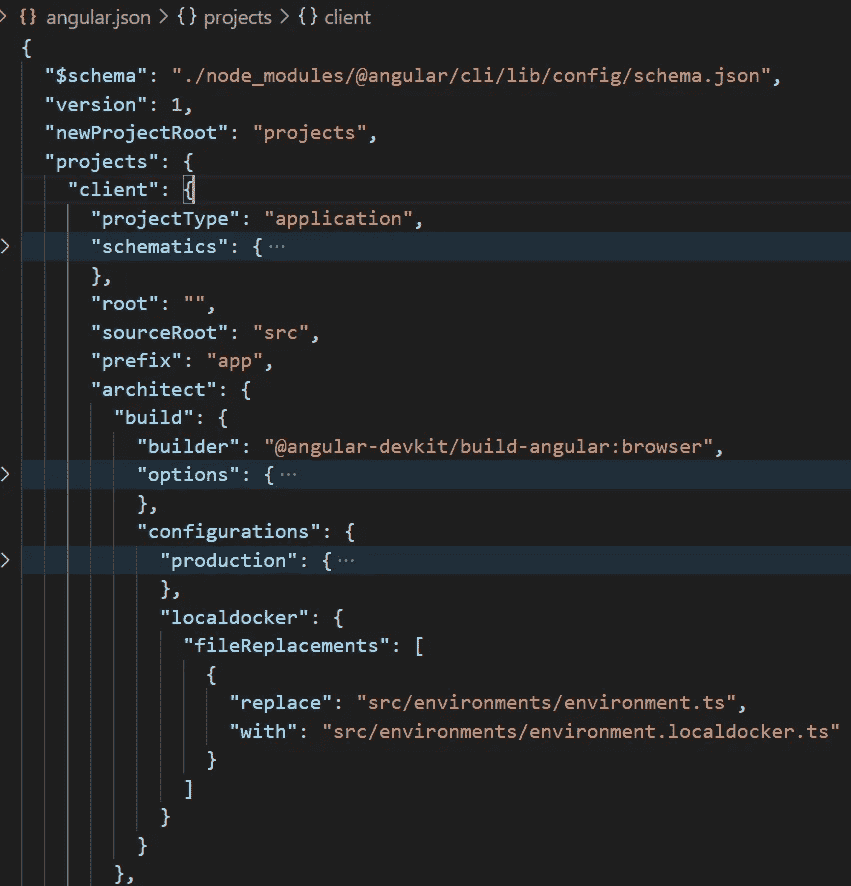 {} angular.json > {} projects > {} client
{
"$schema": "./node_modules/@angular/cli/lib/config/schema.json",
"version": 1,
"newProjectRoot": "projects",
"projects": {
"client": {
"projectType": "application",
"schematics": { ···
},
"root": "",
"sourceRoot": "src",
"prefix": "app",
"architect": {
"build": {
"builder": "@angular-devkit/build-angular:browser",
"options": { ···
},
"configurations": {
"production": { ···
},
"localdocker": {
"fileReplacements": [
{
"replace": "src/environments/environment.ts",
"with": "src/environments/environment.localdocker.ts"
}
]
}
}
},